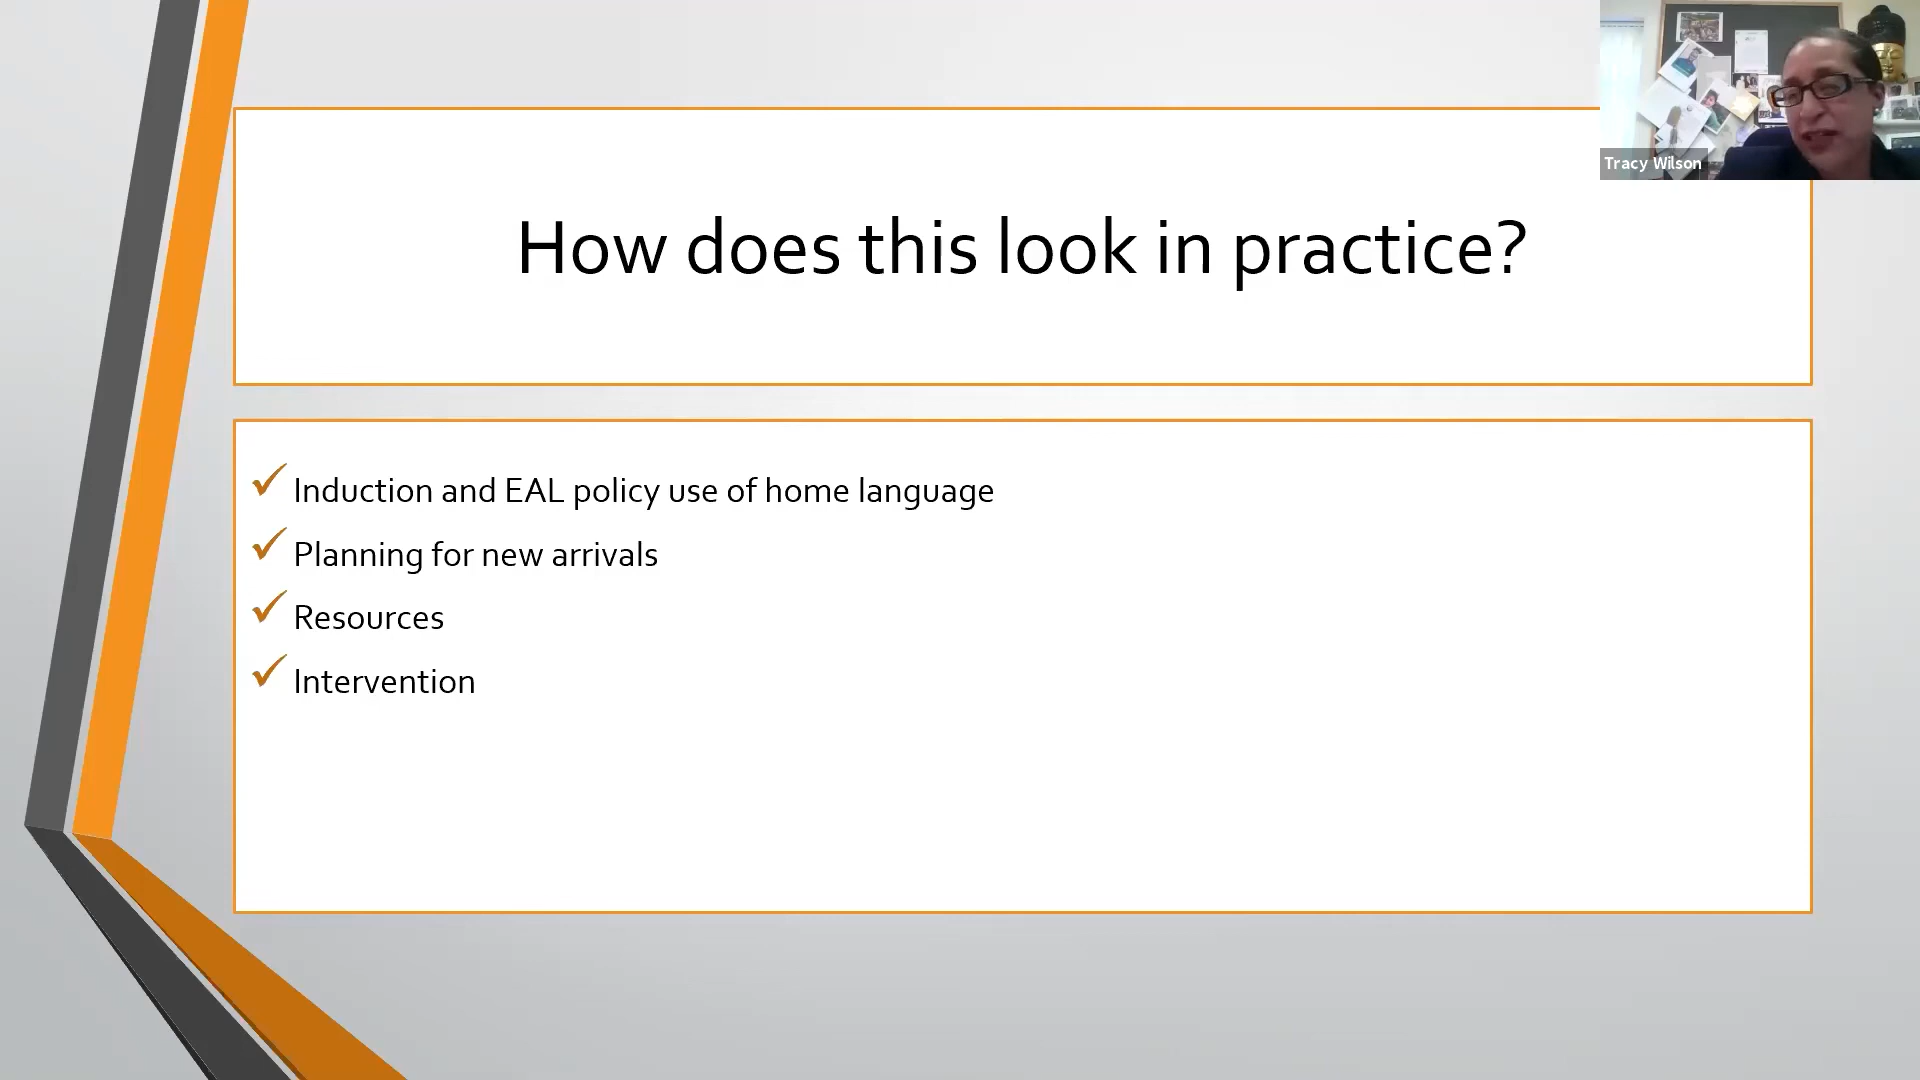 Tracy Wilson
How does this look in practice?
Induction and EAL policy use of home language
Planning for new arrivals
Resources
Intervention